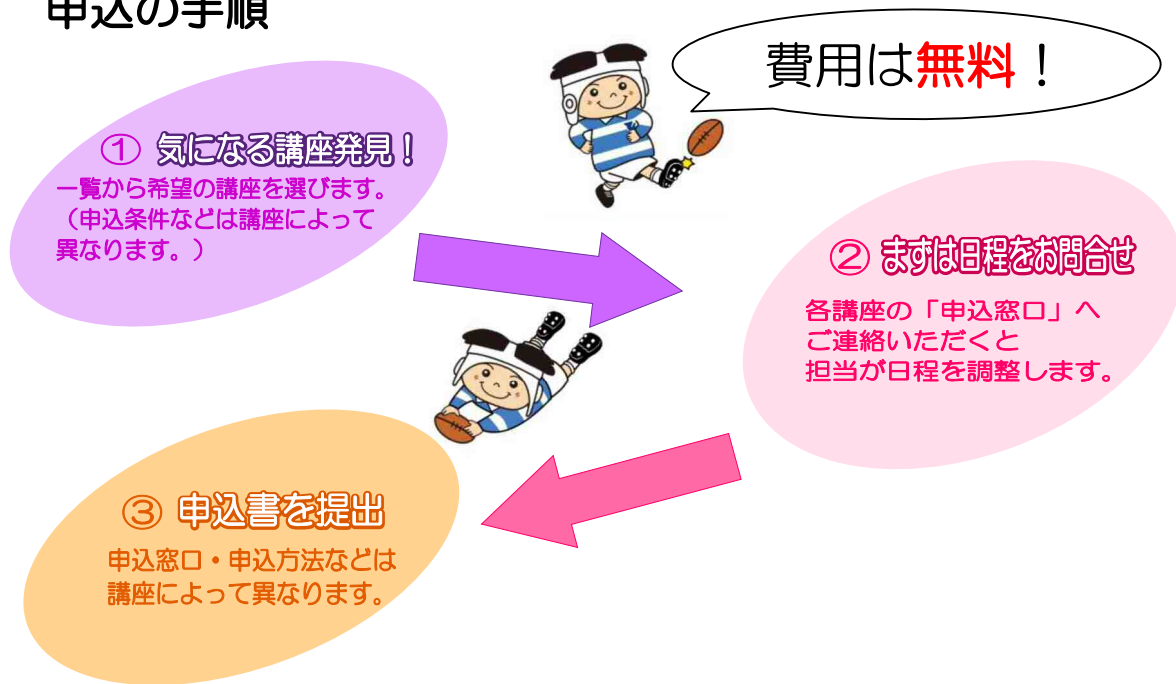 申込の手順
費用は無料！
① 気になる講座発見！
一覧から希望の講座を選びます。
（申込条件などは講座によって
異なります。）
② まずは日程をお問合せ
各講座の「申込窓口」へ
ご連絡いただくと
担当が日程を調整します。
③ 申込書を提出
申込窓口・申込方法などは
講座によって異なります。